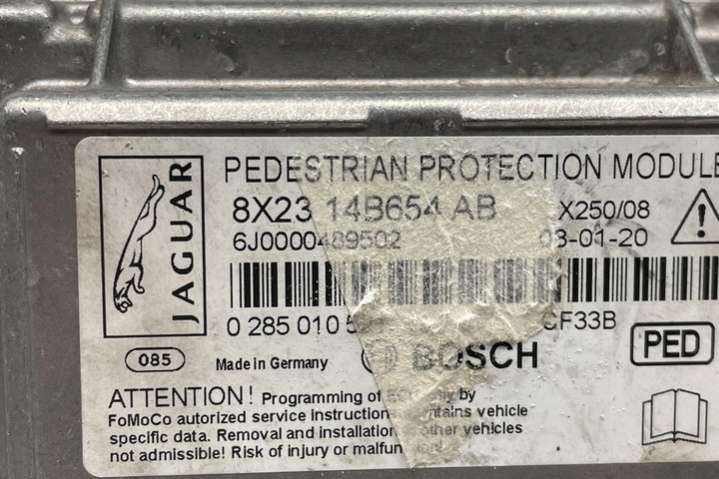 JAGUAR
PEDESTRIAN PROTECTION MODULE
8X23 14B654 AB X250/08
6J0000489502 08-01-20
0 285 010 CF33B
085 Made in Germany BOSCH PED
ATTENTION! Programming of only by
FoMoCo autorized service instruction contains vehicle
specific data. Removal and installation other vehicles
not admissible! Risk of injury or malfun